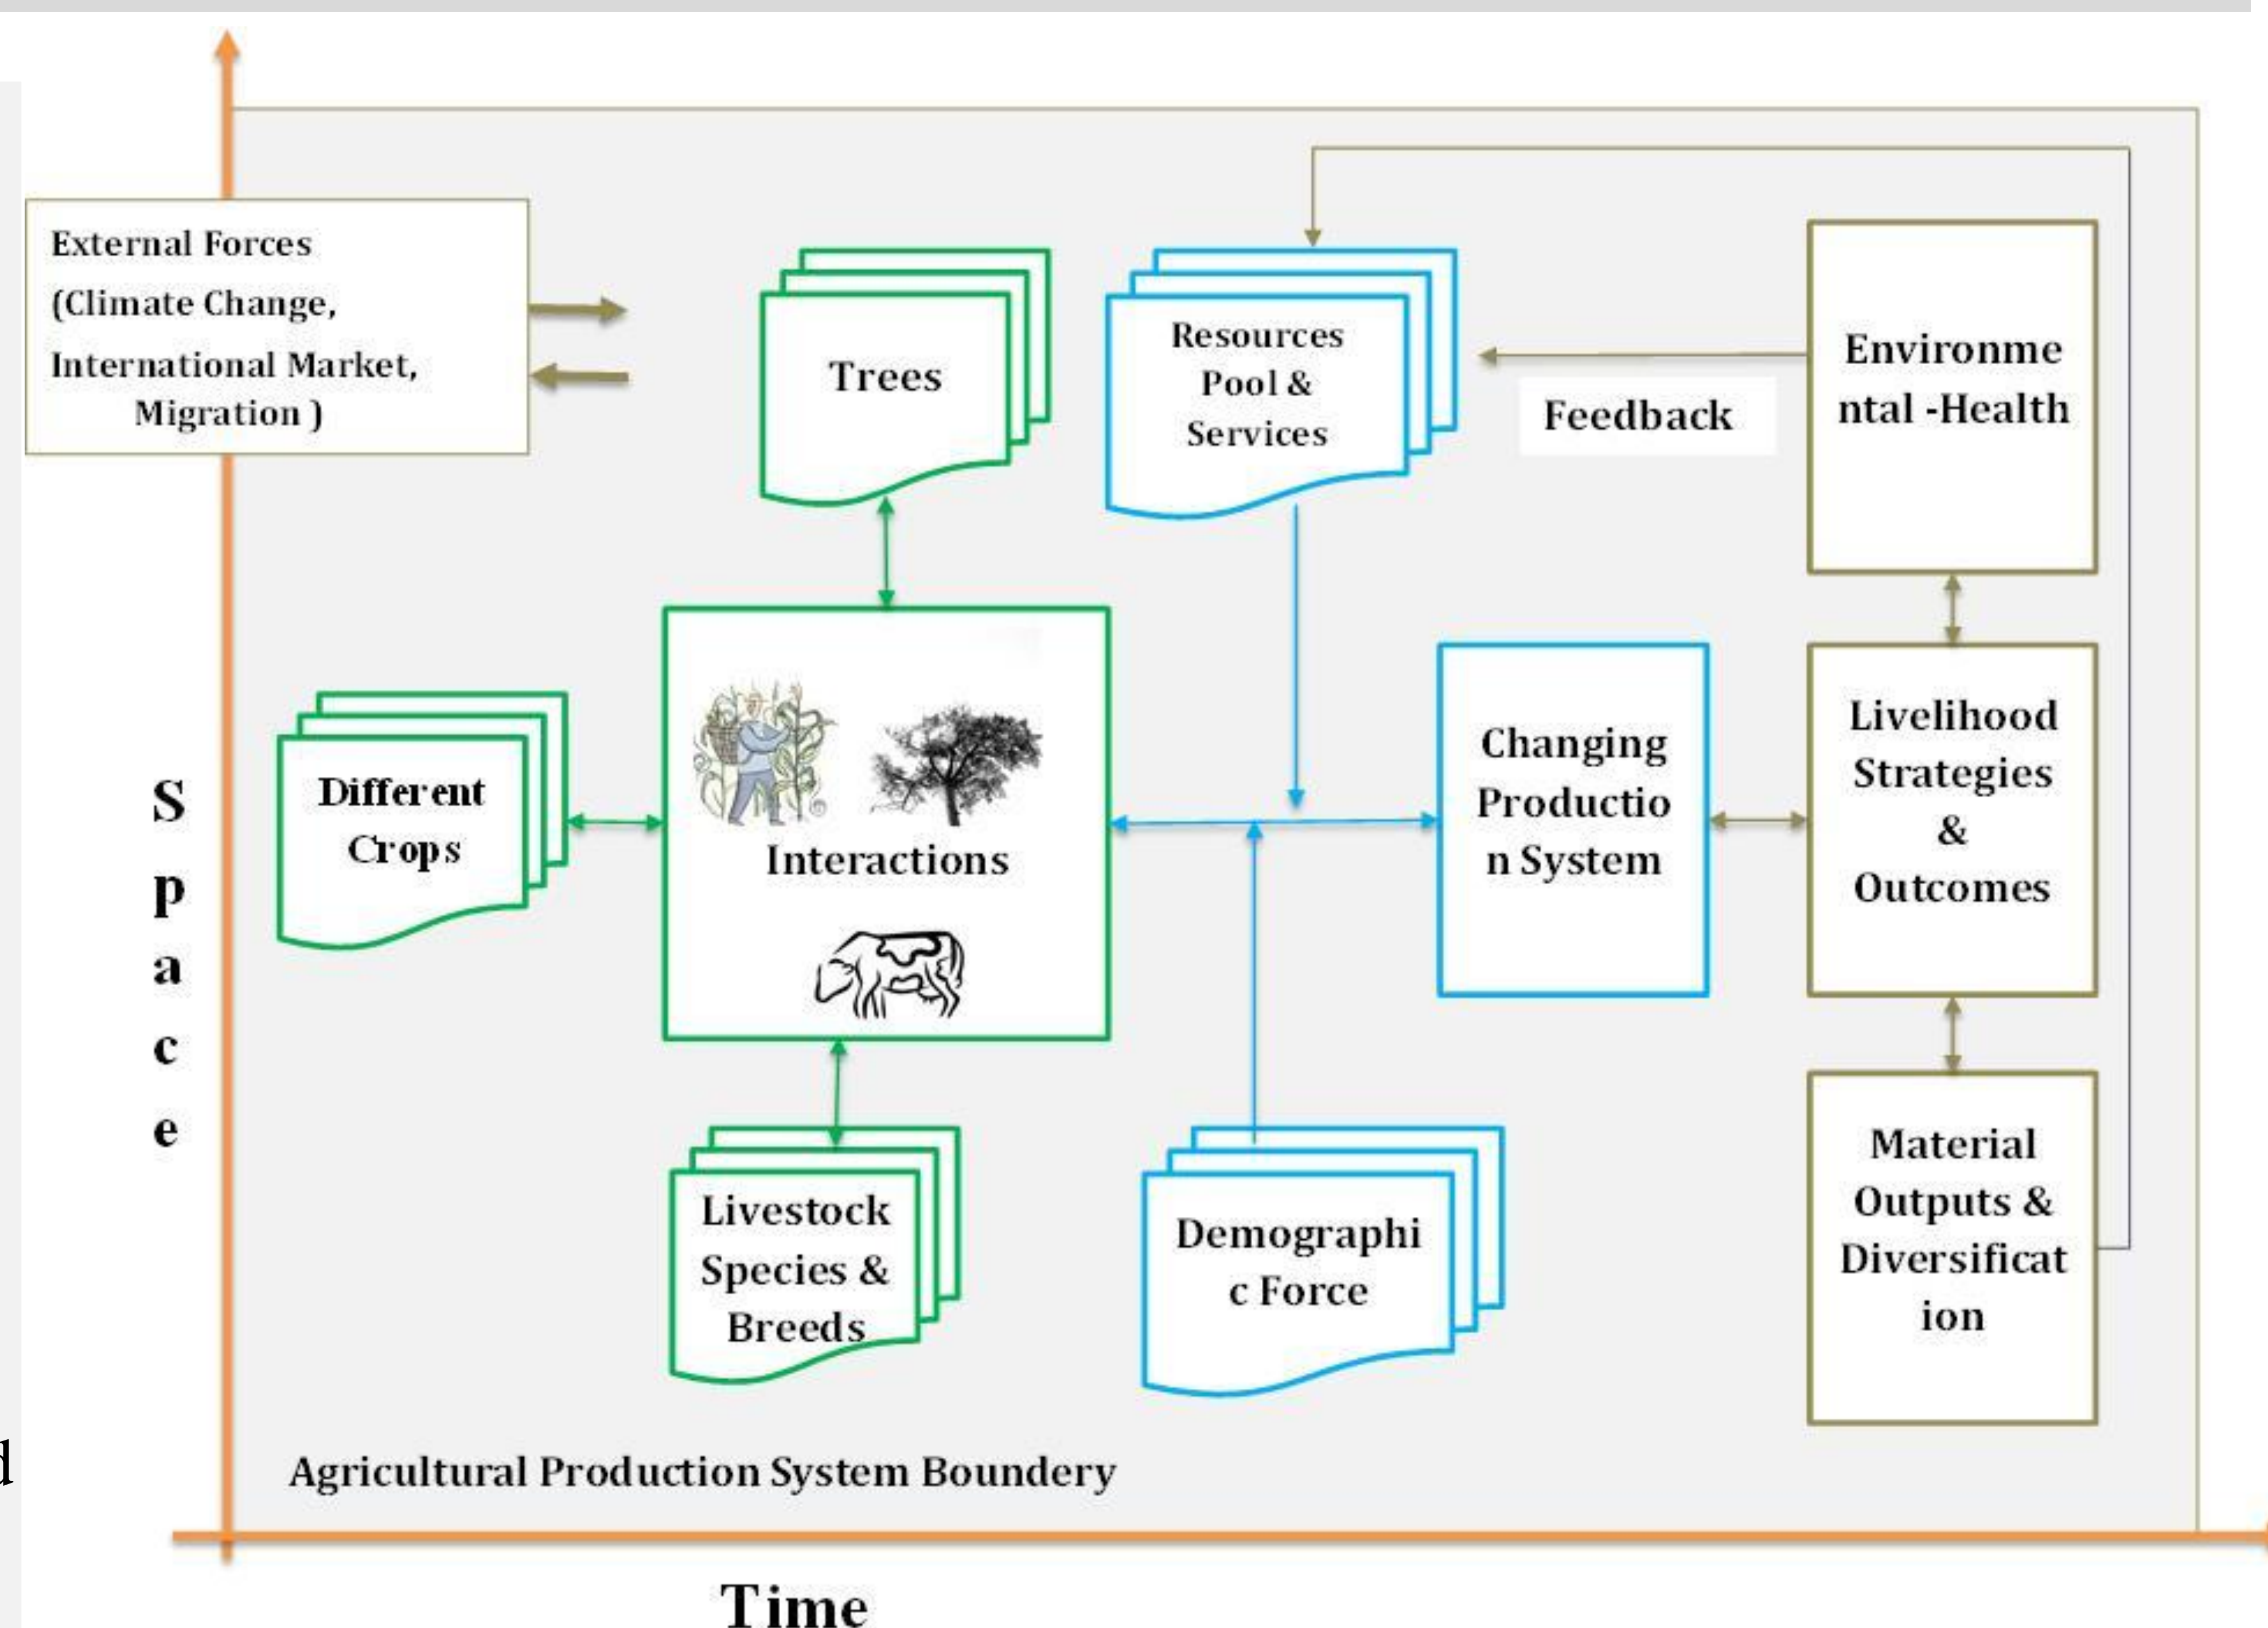 External Forces
(Climate Change,
International Market,
Migration )
Trees
Resources
Pool &
Services
Feedback
Environme
ntal -Health
Different
Crops
Interactions
Changing
Productio
n System
Livelihood
Strategies
&
Outcomes
Livestock
Species &
Breeds
Demographi
c Force
Material
Outputs &
Diversificat
ion
S
p
a
c
e
d
Agricultural Production System Boundery
Time